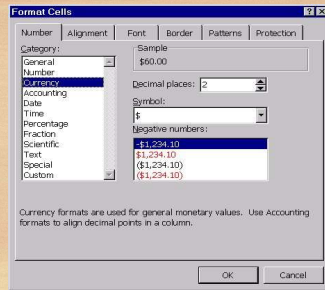 Format Cells
Number Alignment Font Border Patterns Protection
Category:
General
Number
Currency
Accounting
Date
Time
Percentage
Fraction
Scientific
Text
Special
Custom
Sample
$60.00
Decimal places: 2
Symbol:
$
Negative numbers:
-$1,234.10
$1,234.10
($1,234.10)
($1,234.10)
Currency formats are used for general monetary values. Use Accounting
formats to align decimal points in a column.
OK Cancel